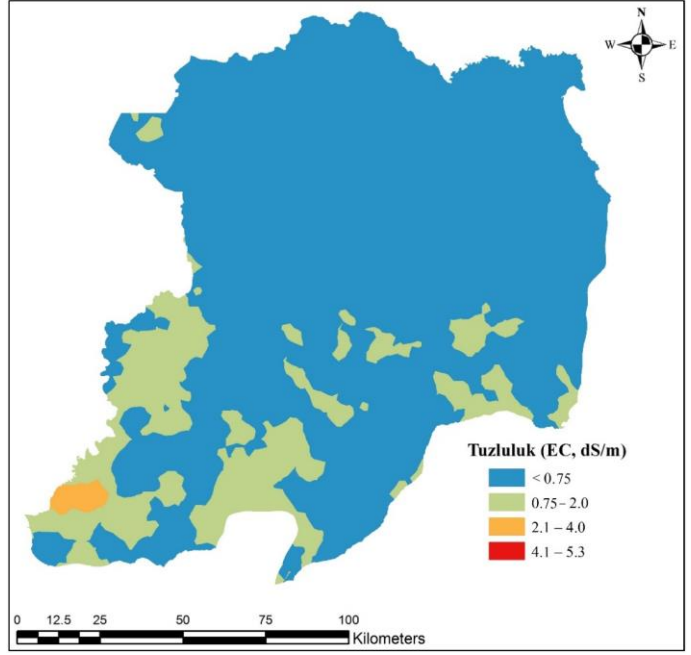 N
W E
S
Tuzluluk (EC, dS/m)
< 0.75
0.75 – 2.0
2.1 – 4.0
4.1 – 5.3
0 12.5 25 50 75 100
Kilometers